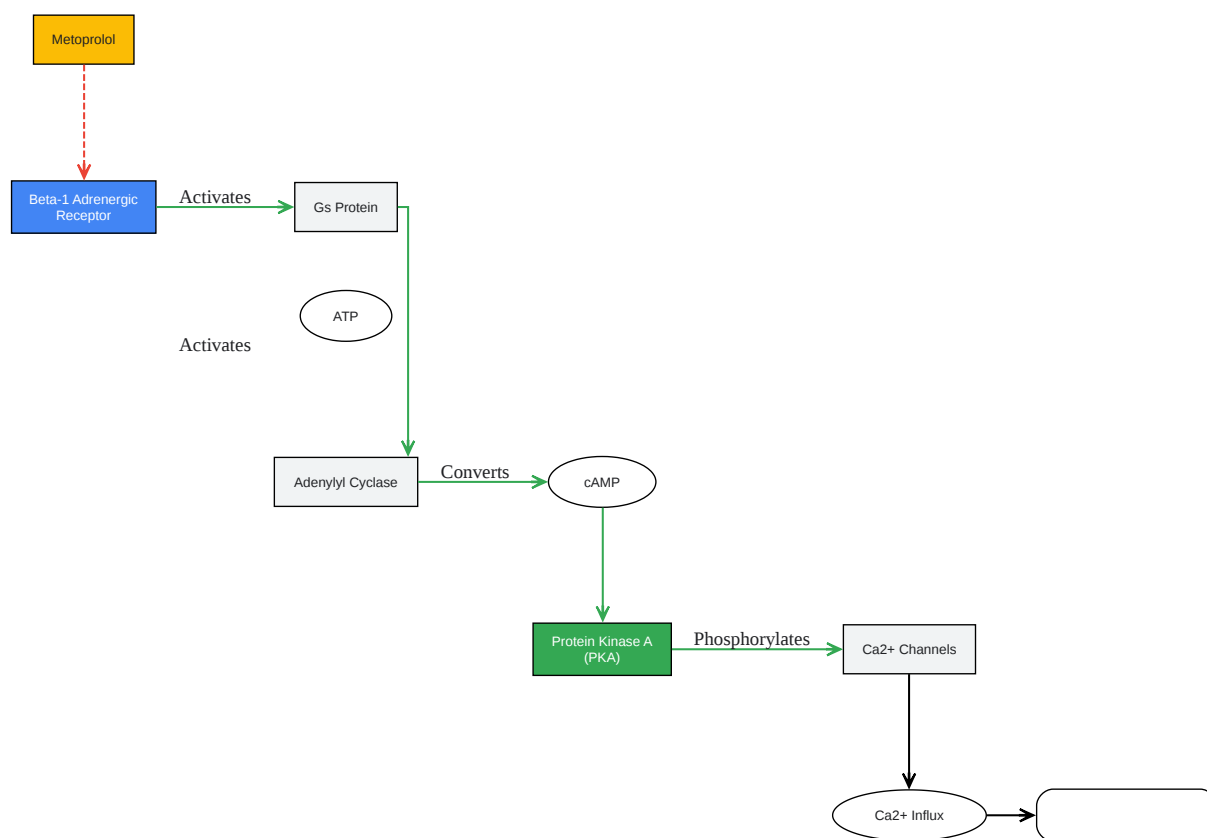 Metoprolol
Beta-1 Adrenergic
Receptor
Activates
Gs Protein
ATP
Activates
Adenylyl Cyclase
Converts
cAMP
Protein Kinase A
(PKA)
Phosphorylates
Ca2+ Channels
Ca2+ Influx